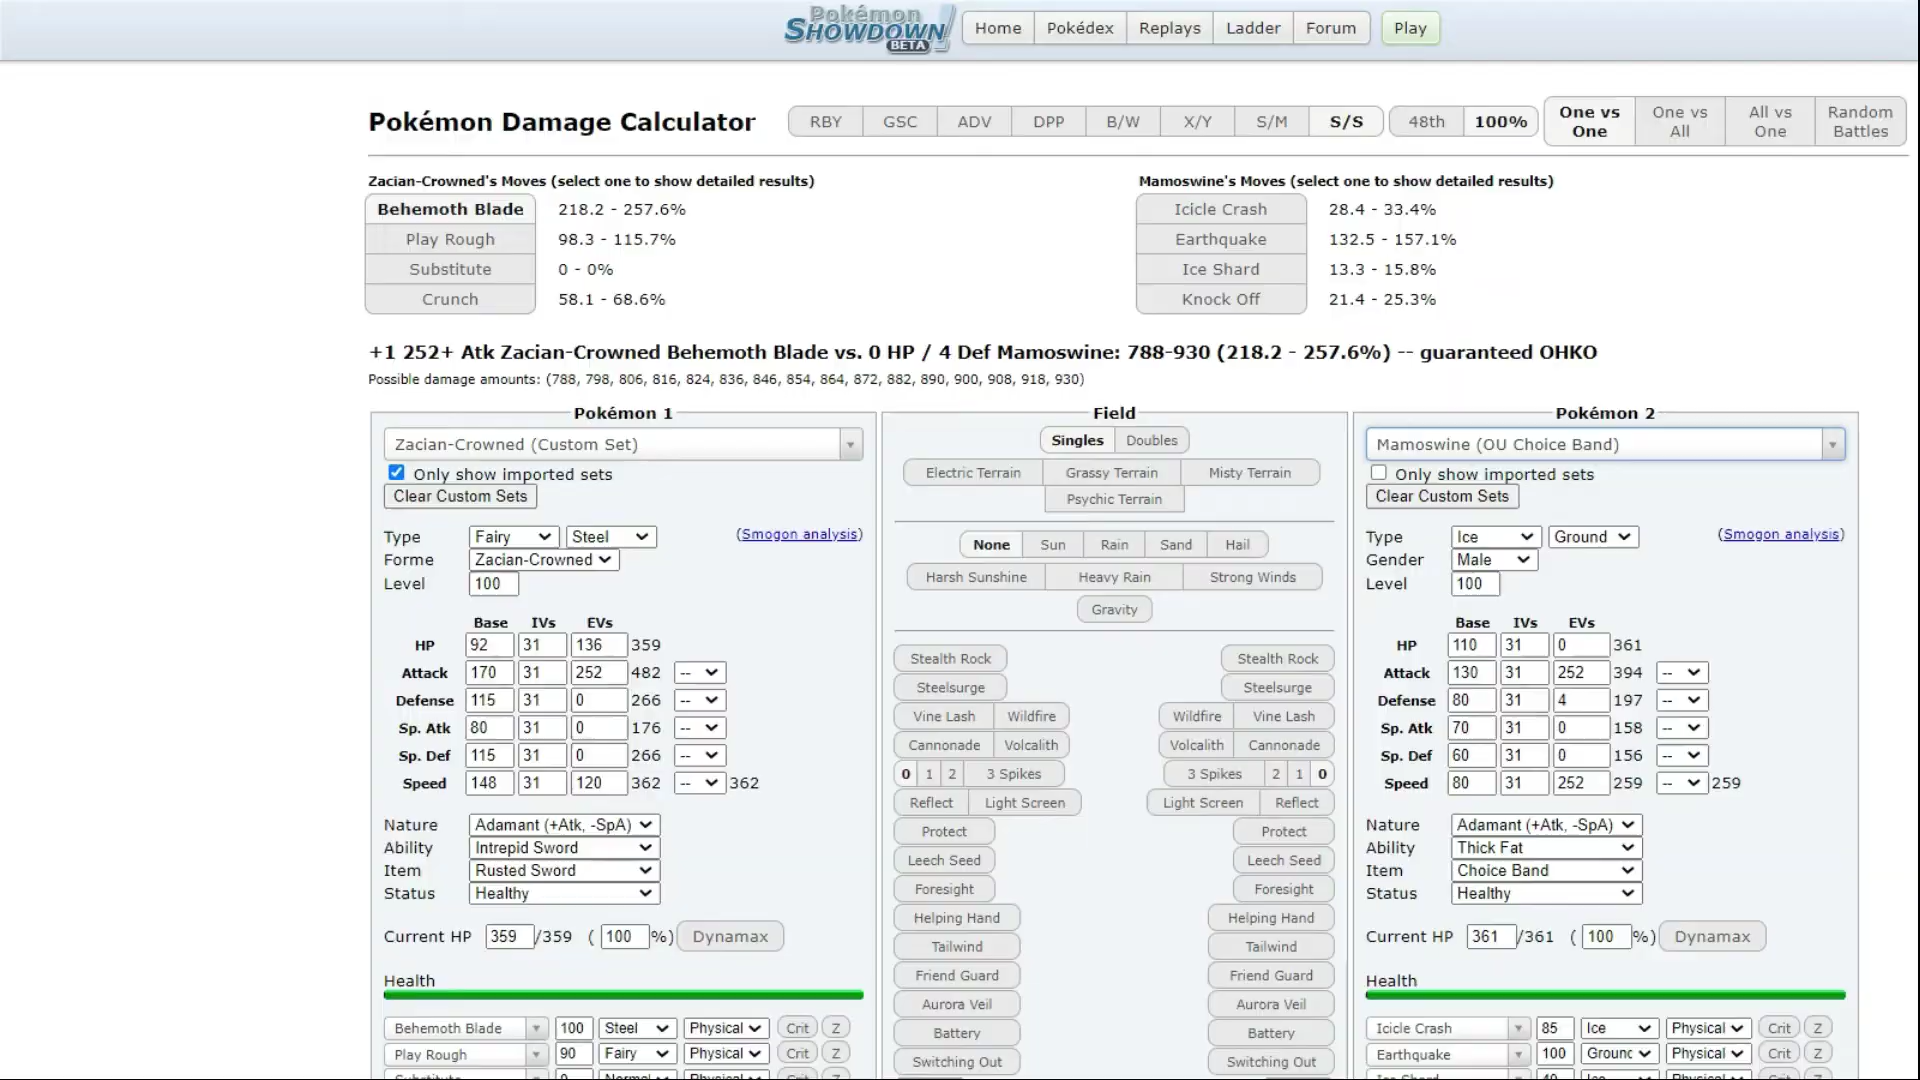 Pokémon
SHOWDOWN
BETA
Home Pokédex Replays Ladder Forum Play
Pokémon Damage Calculator RBY GSC ADV DPP B/W X/Y S/M S/S 48th 100% One vs One One vs All All vs One Random Battles
Zacian-Crowned's Moves (select one to show detailed results)
Behemoth Blade 218.2 - 257.6%
Play Rough 98.3 - 115.7%
Substitute 0 - 0%
Crunch 58.1 - 68.6%
Mamoswine's Moves (select one to show detailed results)
Icicle Crash 28.4 - 33.4%
Earthquake 132.5 - 157.1%
Ice Shard 13.3 - 15.8%
Knock Off 21.4 - 25.3%
+1 252+ Atk Zacian-Crowned Behemoth Blade vs. 0 HP / 4 Def Mamoswine: 788-930 (218.2 - 257.6%) -- guaranteed OHKO
Possible damage amounts: (788, 798, 806, 816, 824, 836, 846, 854, 864, 872, 882, 890, 900, 908, 918, 930)
Pokémon 1
Zacian-Crowned (Custom Set)
Only show imported sets
Clear Custom Sets
Type Fairy Steel (Smogon analysis)
Forme Zacian-Crowned
Level 100
Base IVs EVs
HP 92 31 136 359
Attack 170 31 252 482 --
Defense 115 31 0 266 --
Sp. Atk 80 31 0 176 --
Sp. Def 115 31 0 266 --
Speed 148 31 120 362 -- 362
Nature Adamant (+Atk, -SpA)
Ability Intrepid Sword
Item Rusted Sword
Status Healthy
Current HP 359 /359 ( 100 %) Dynamax
Health
Behemoth Blade 100 Steel Physical Crit Z
Play Rough 90 Fairy Physical Crit Z
Substitute 0 Normal Physical Crit Z
Field
Singles Doubles
Electric Terrain Grassy Terrain Misty Terrain
Psychic Terrain
None Sun Rain Sand Hail
Harsh Sunshine Heavy Rain Strong Winds
Gravity
Stealth Rock Stealth Rock
Steelsurge Steelsurge
Vine Lash Wildfire Wildfire Vine Lash
Cannonade Volcalith Volcalith Cannonade
0 1 2 3 Spikes 3 Spikes 2 1 0
Reflect Light Screen Light Screen Reflect
Protect Protect
Leech Seed Leech Seed
Foresight Foresight
Helping Hand Helping Hand
Tailwind Tailwind
Friend Guard Friend Guard
Aurora Veil Aurora Veil
Battery Battery
Switching Out Switching Out
Pokémon 2
Mamoswine (OU Choice Band)
Only show imported sets
Clear Custom Sets
Type Ice Ground (Smogon analysis)
Gender Male
Level 100
Base IVs EVs
HP 110 31 0 361
Attack 130 31 252 394 --
Defense 80 31 4 197 --
Sp. Atk 70 31 0 158 --
Sp. Def 60 31 0 156 --
Speed 80 31 252 259 -- 259
Nature Adamant (+Atk, -SpA)
Ability Thick Fat
Item Choice Band
Status Healthy
Current HP 361 /361 ( 100 %) Dynamax
Health
Icicle Crash 85 Ice Physical Crit Z
Earthquake 100 Ground Physical Crit Z
Ice Shard 40 Ice Physical Crit Z